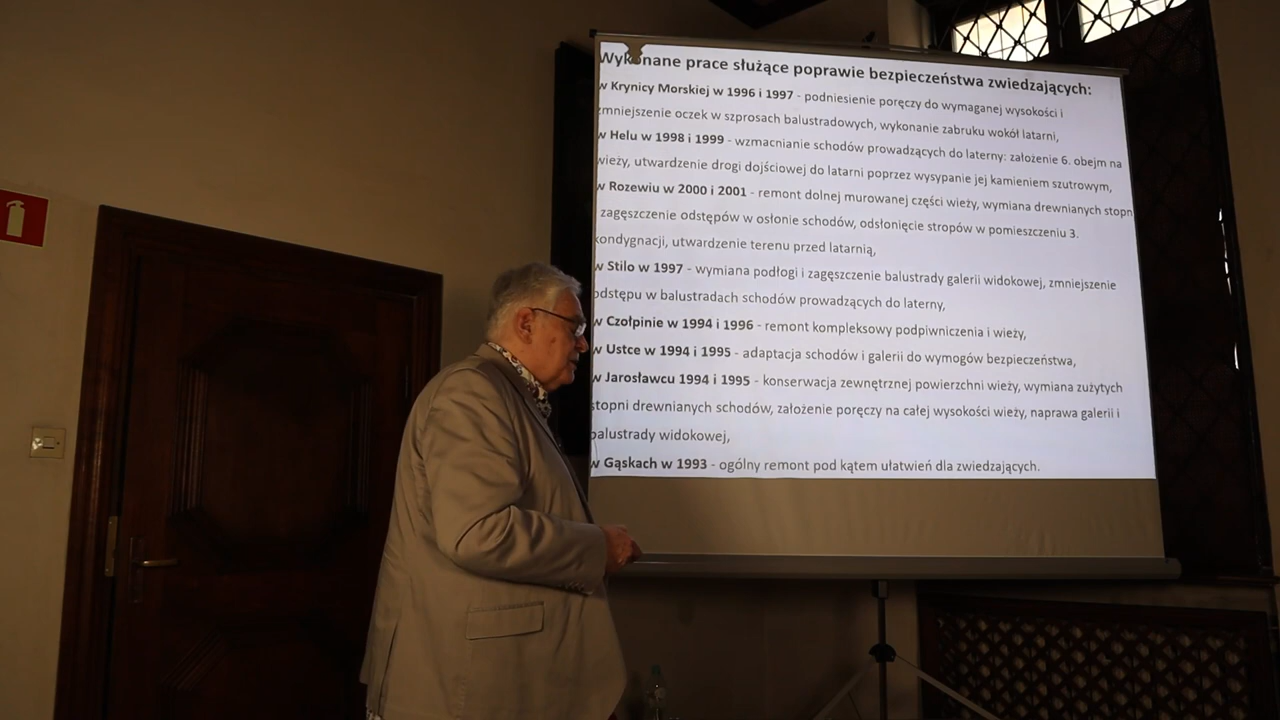 Wykonane prace służące poprawie bezpieczeństwa zwiedzających:
w Krynicy Morskiej w 1996 i 1997 - podniesienie poręczy do wymaganej wysokości i
zmniejszenie oczek w szprosach balustradowych, wykonanie zabruku wokół latarni,
w Helu w 1998 i 1999 - wzmacnianie schodów prowadzących do laterny: założenie 6. obejm na
wieży, utwardzenie drogi dojściowej do latarni poprzez wysypanie jej kamieniem szutrowym,
w Rozewiu w 2000 i 2001 - remont dolnej murowanej części wieży, wymiana drewnianych stopn
zagęszczenie odstępów w osłonie schodów, odsłonięcie stropów w pomieszczeniu 3.
kondygnacji, utwardzenie terenu przed latarnią,
w Stilo w 1997 - wymiana podłogi i zagęszczenie balustrady galerii widokowej, zmniejszenie
odstępu w balustradach schodów prowadzących do laterny,
w Czołpinie w 1994 i 1996 - remont kompleksowy podpiwniczenia i wieży,
w Ustce w 1994 i 1995 - adaptacja schodów i galerii do wymogów bezpieczeństwa,
w Jarosławcu 1994 i 1995 - konserwacja zewnętrznej powierzchni wieży, wymiana zużytych
stopni drewnianych schodów, założenie poręczy na całej wysokości wieży, naprawa galerii i
balustrady widokowej,
w Gąskach w 1993 - ogólny remont pod kątem ułatwień dla zwiedzających.